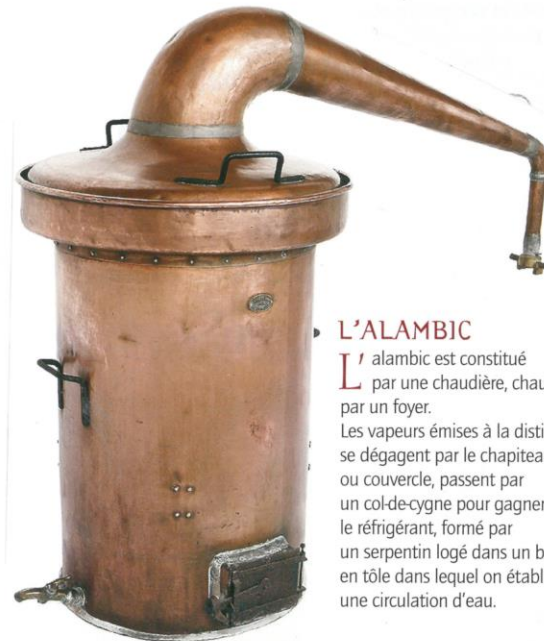 L'ALAMBIC
L'alambic est constitué
par une chaudière, chau
par un foyer.
Les vapeurs émises à la disti
se dégagent par le chapitea
ou couvercle, passent par
un col-de-cygne pour gagner
le réfrigérant, formé par
un serpentin logé dans un b
en tôle dans lequel on établ
une circulation d'eau.